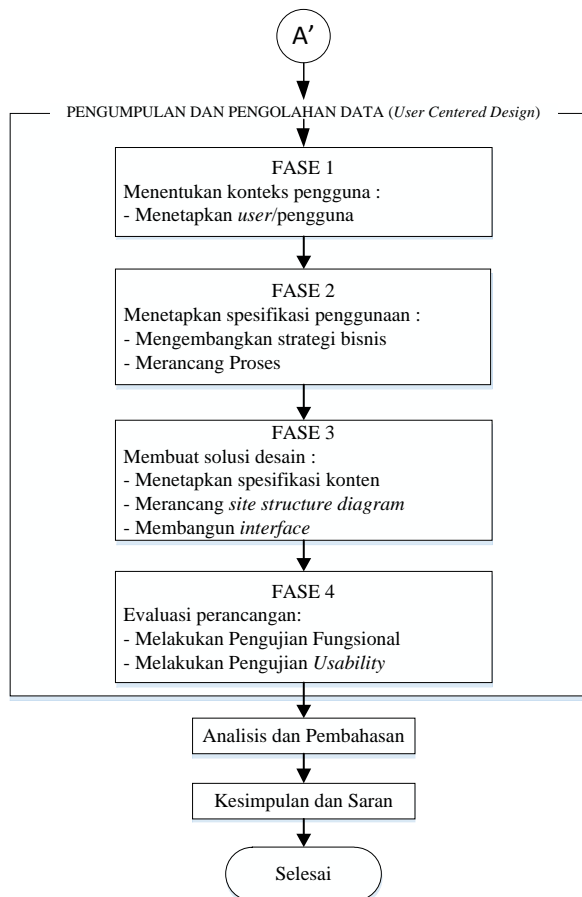 A’
PENGUMPULAN DAN PENGOLAHAN DATA (User Centered Design)
FASE 1
Menentukan konteks pengguna :
- Menetapkan user/pengguna
FASE 2
Menetapkan spesifikasi penggunaan :
- Mengembangkan strategi bisnis
- Merancang Proses
FASE 3
Membuat solusi desain :
- Menetapkan spesifikasi konten
- Merancang site structure diagram
- Membangun interface
FASE 4
Evaluasi perancangan:
- Melakukan Pengujian Fungsional
- Melakukan Pengujian Usability
Analisis dan Pembahasan
Kesimpulan dan Saran
Selesai